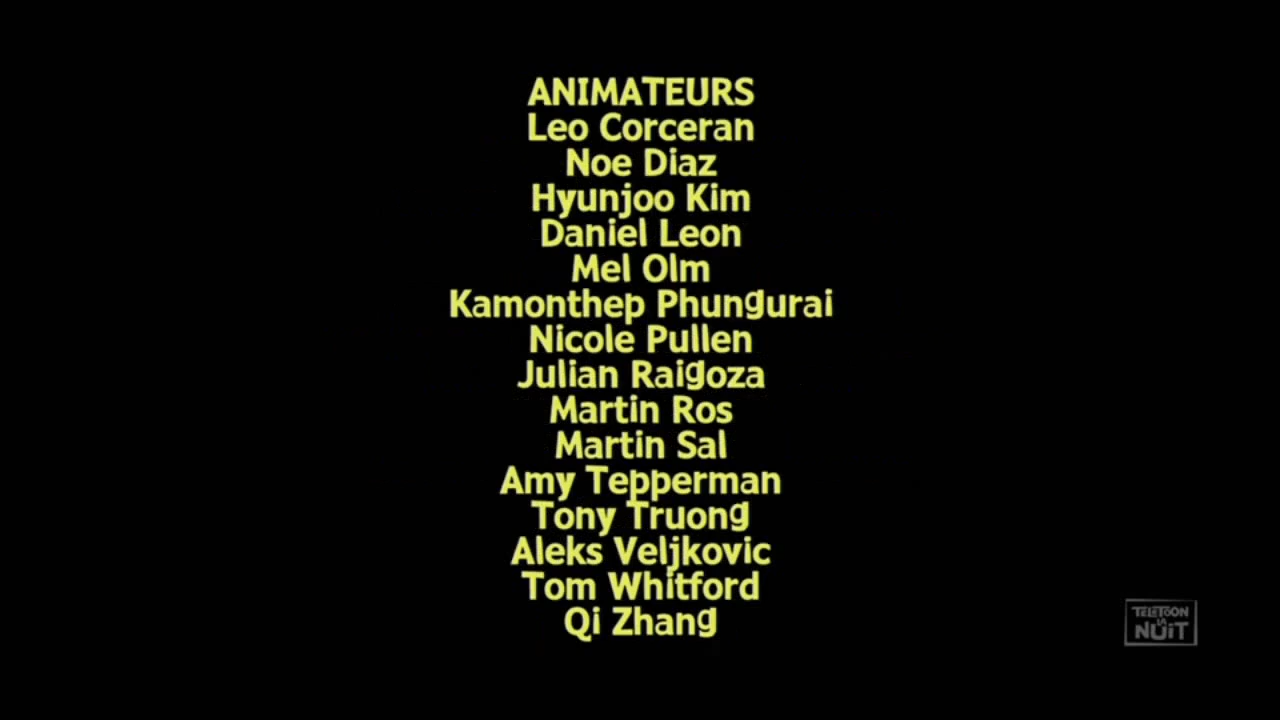 ANIMATEURS
Leo Corceran
Noe Diaz
Hyunjoo Kim
Daniel Leon
Mel Olm
Kamonthep Phungurai
Nicole Pullen
Julian Raigoza
Martin Ros
Martin Sal
Amy Tepperman
Tony Truong
Aleks Veljkovic
Tom Whitford
Qi Zhang
TELETOON
LA
NUIT